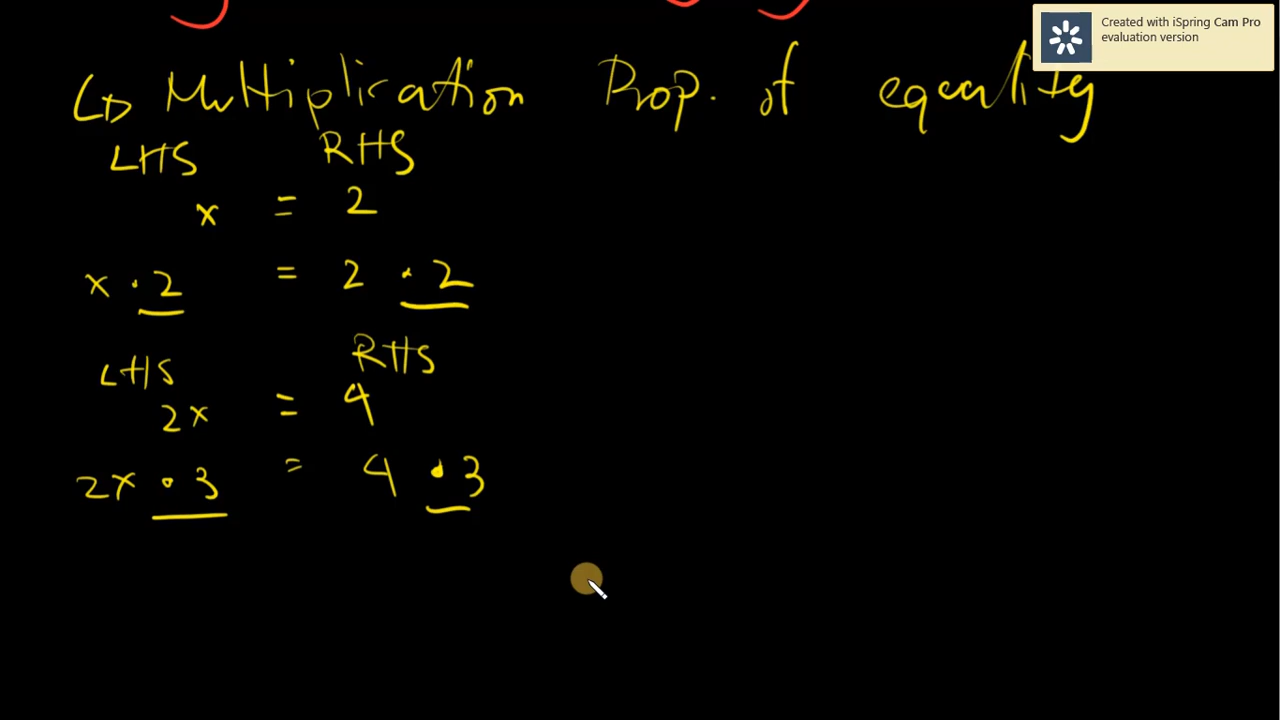 Created with iSpring Cam Pro
evaluation version
↳ Multiplication Prop. of equality
LHS RHS
x = 2
x · 2 = 2 · 2
LHS RHS
2x = 4
2x · 3 = 4 · 3